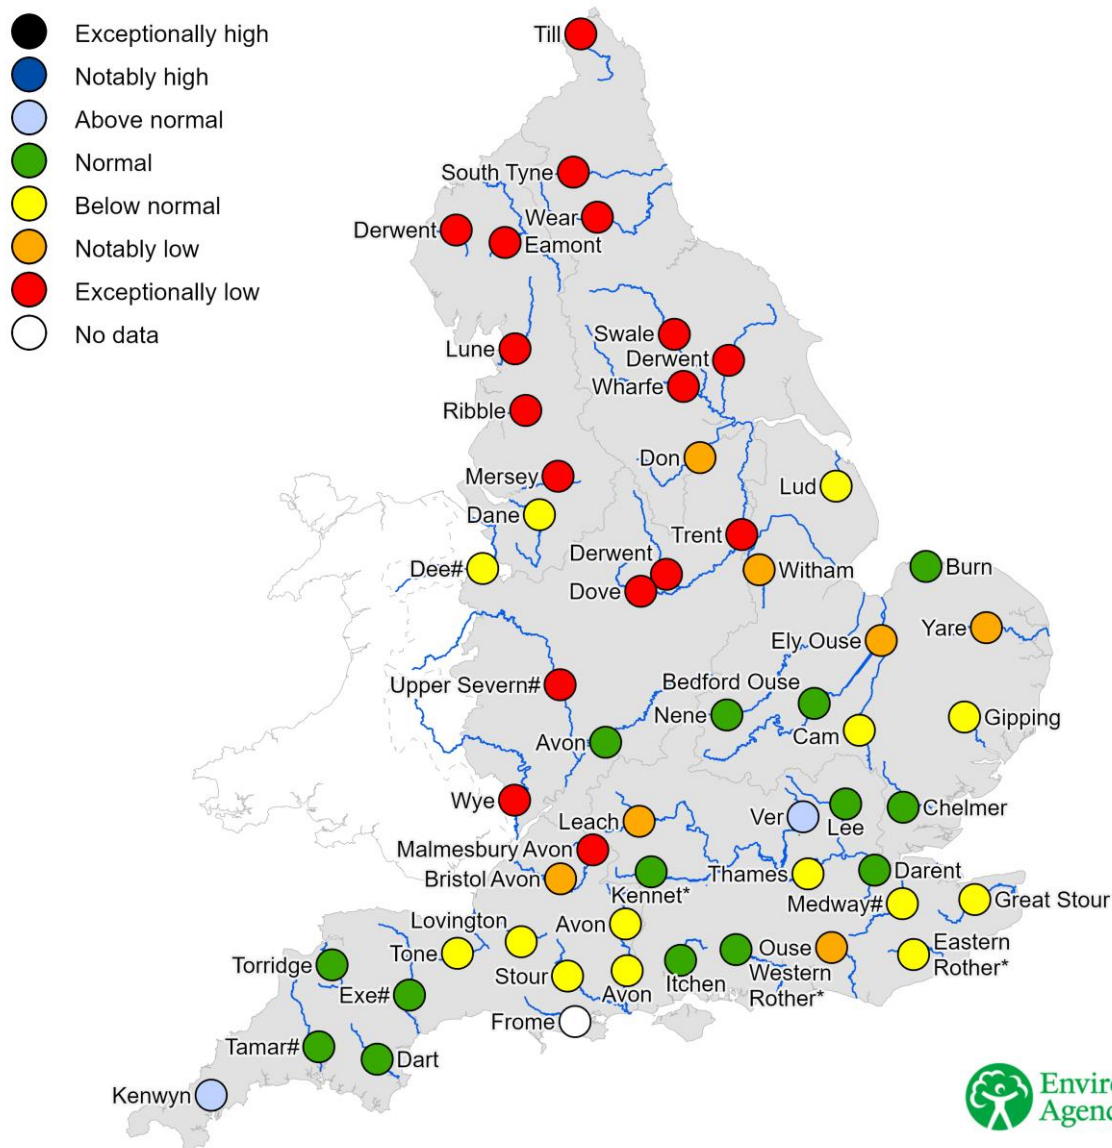 Exceptionally high
Notably high
Above normal
Normal
Below normal
Notably low
Exceptionally low
No data
Till
South Tyne
Wear
Derwent
Eamont
Swale
Lune
Derwent
Wharfe
Ribble
Don
Mersey
Lud
Dane
Trent
Derwent
Dee#
Witham
Burn
Dove
Yare
Ely Ouse
Bedford Ouse
Upper Severn#
Nene
Gipping
Cam
Avon
Wye
Ver
Lee
Chelmer
Leach
Malmesbury Avon
Thames
Darent
Bristol Avon
Kennet*
Medway#
Great Stour
Lovington
Avon
Tone
Ouse
Eastern
Rother*
Torridge
Stour
Avon
Itchen
Western
Rother*
Exe#
Frome
Tamar#
Dart
Kenwyn
Enviro
Agenc